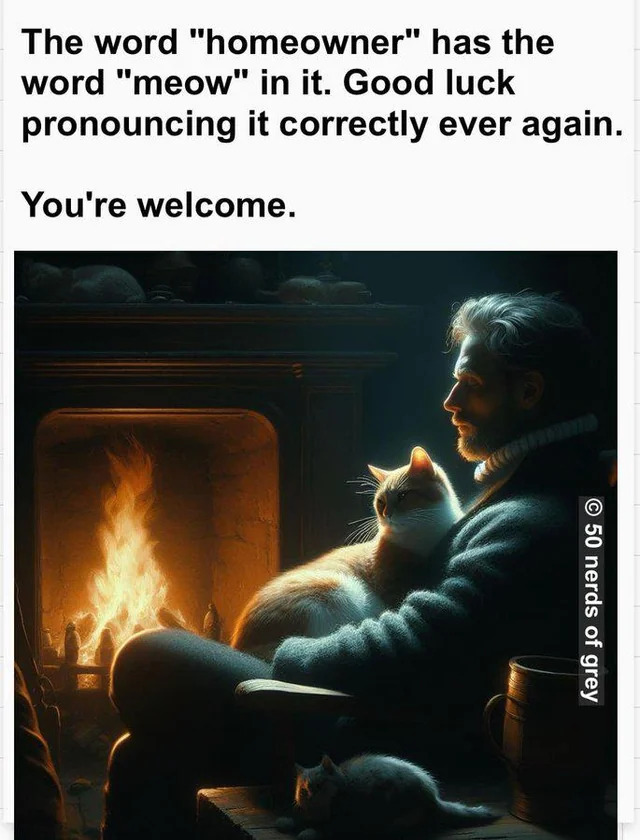 The word "homeowner" has the
word "meow" in it. Good luck
pronouncing it correctly ever again.
You're welcome.
© 50 nerds of grey